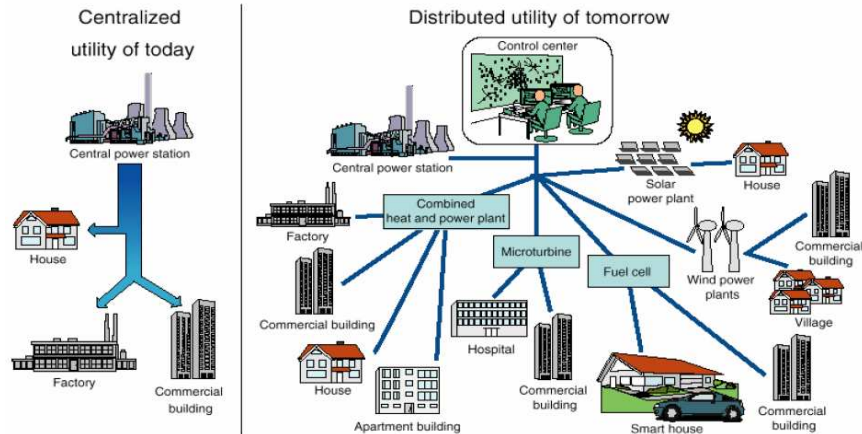 Centralized
utility of today
Central power station
House
Factory
Commercial
building
Distributed utility of tomorrow
Control center
Central power station
Solar
power plant
House
Combined
heat and power plant
Factory
Microturbine
Fuel cell
Wind power
plants
Commercial
building
Village
Commercial building
House
Apartment building
Hospital
Commercial
building
Smart house
Commercial
building